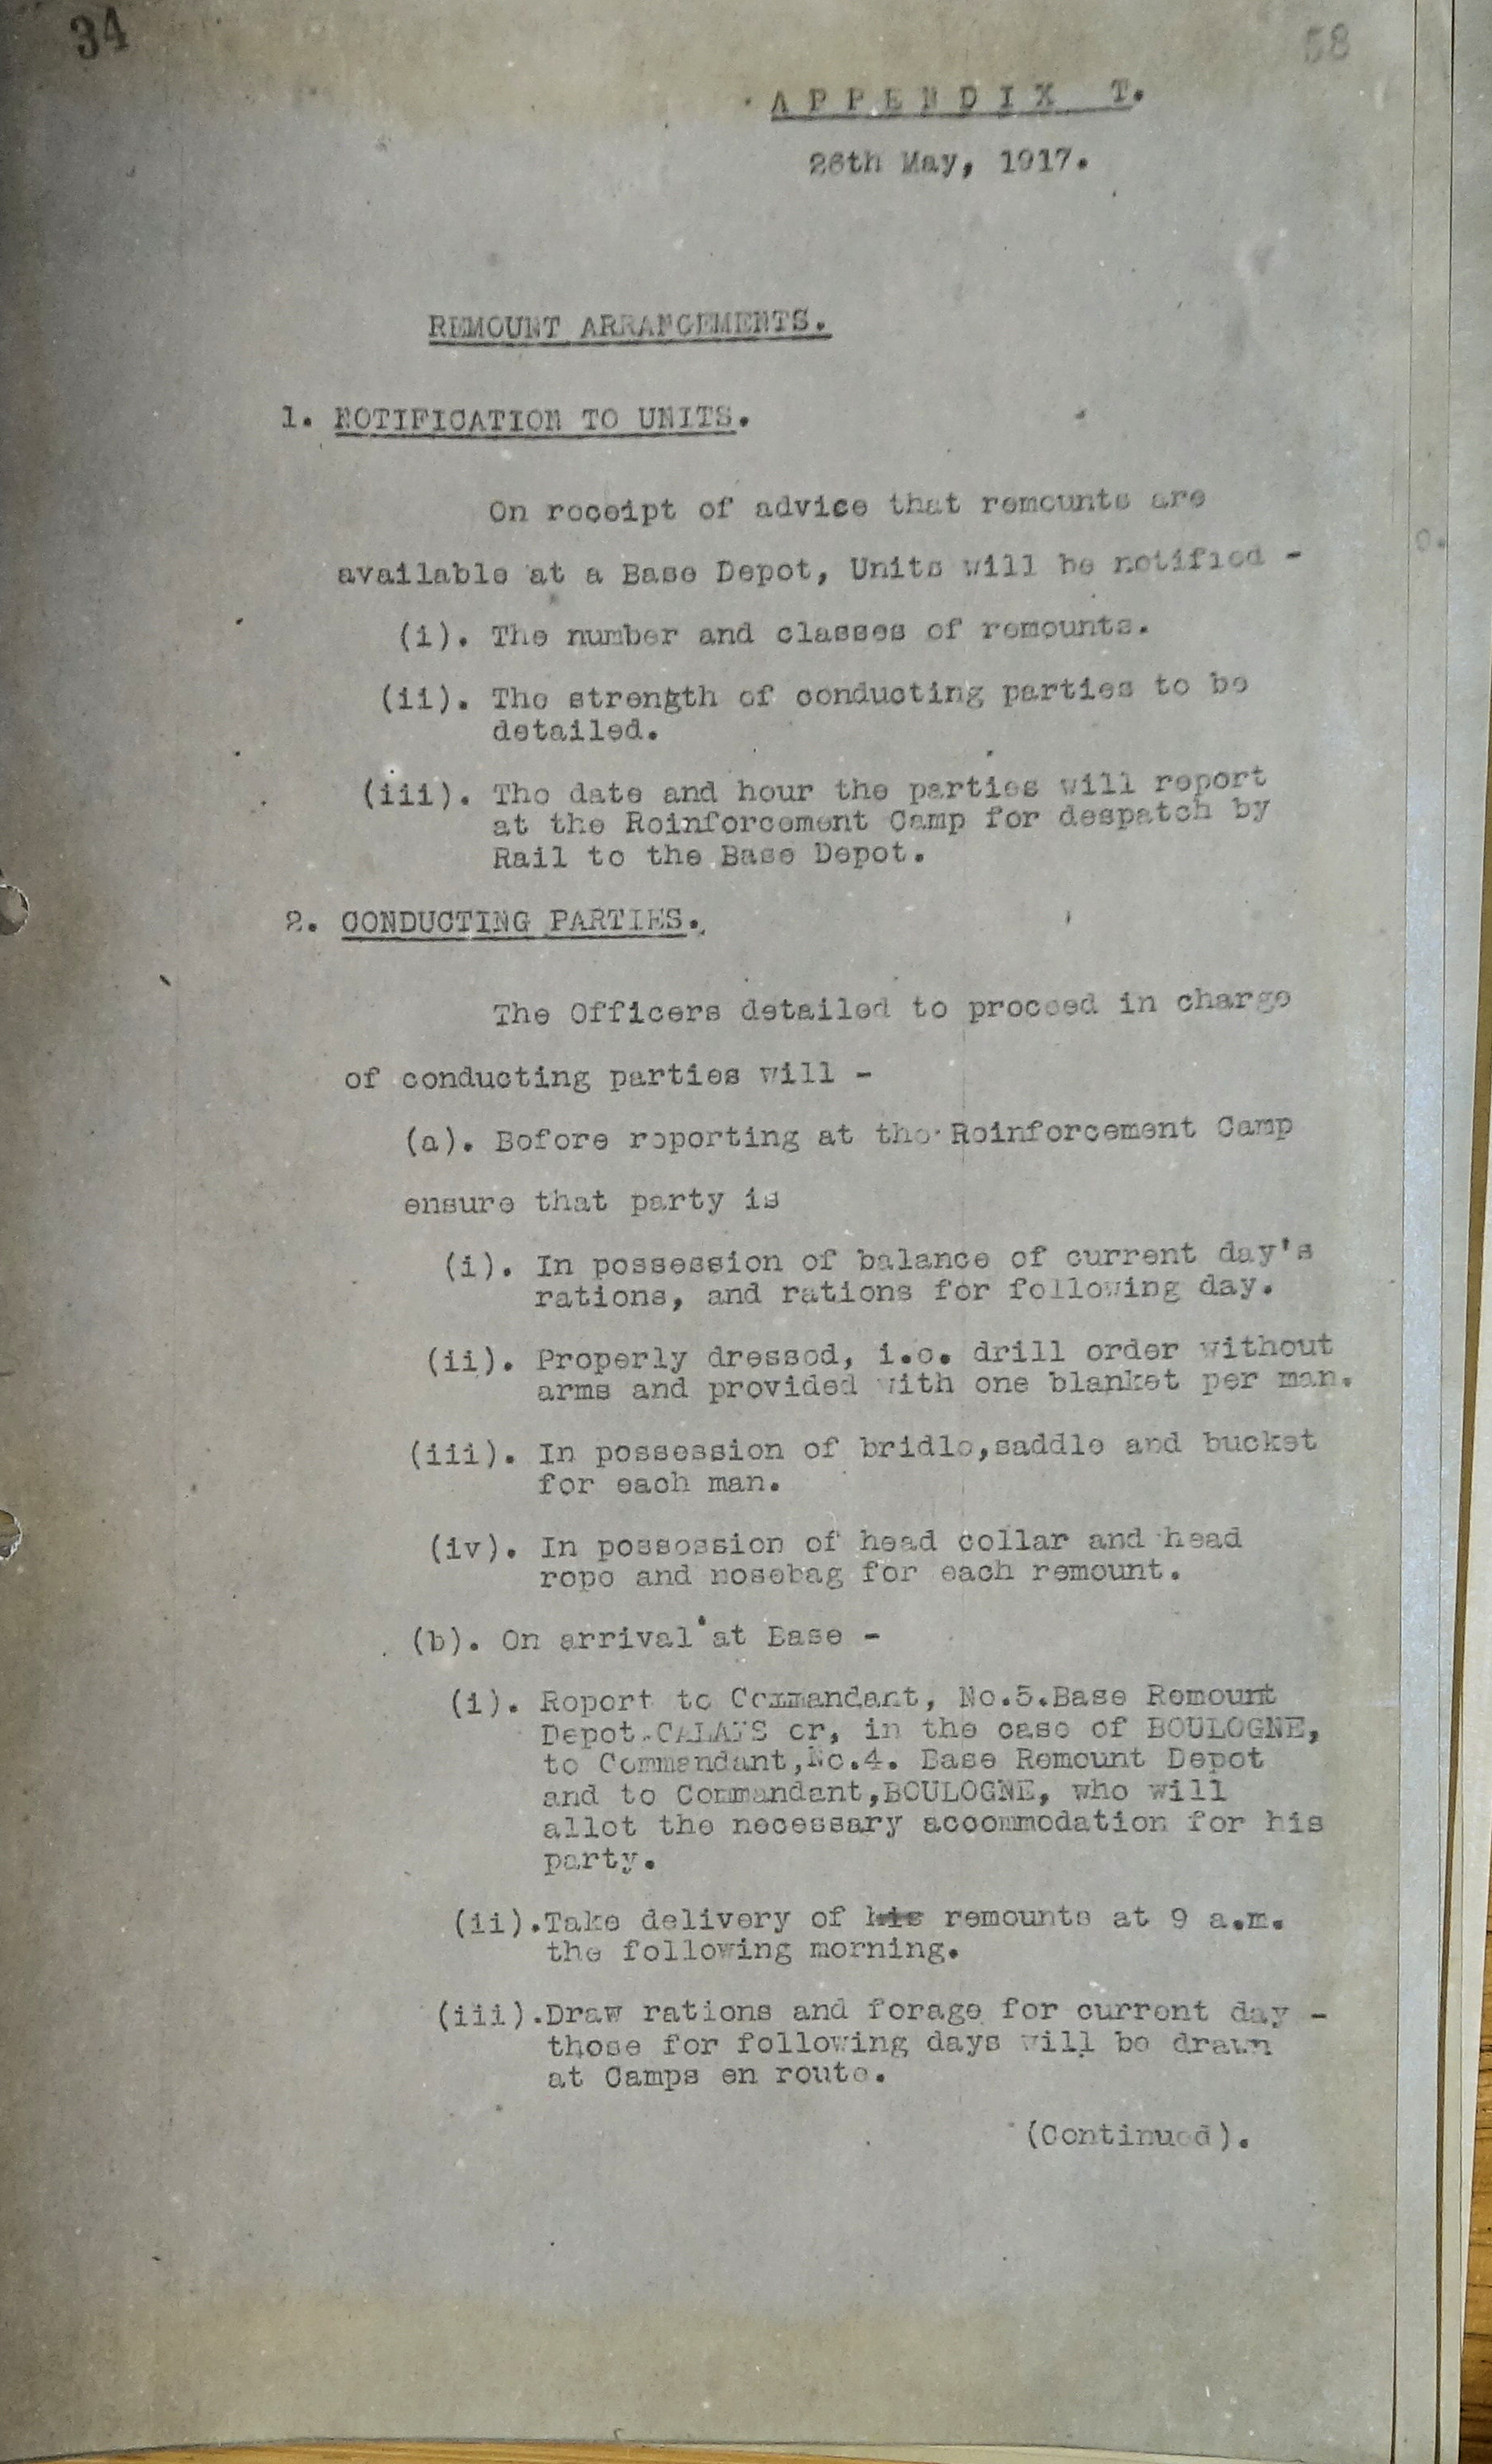 34
58
APPENDIX T.
26th May, 1917.
REMOUNT ARRANGEMENTS.
1. NOTIFICATION TO UNITS.
On receipt of advice that remounts are
available at a Base Depot, Units will be notified -
(i). The number and classes of remounts.
(ii). The strength of conducting parties to be
detailed.
(iii). The date and hour the parties will report
at the Reinforcement Camp for despatch by
Rail to the Base Depot.
2. CONDUCTING PARTIES.
The Officers detailed to proceed in charge
of conducting parties will -
(a). Before reporting at the Reinforcement Camp
ensure that party is
(i). In possession of balance of current day's
rations, and rations for following day.
(ii). Properly dressed, i.e. drill order without
arms and provided with one blanket per man.
(iii). In possession of bridle,saddle and bucket
for each man.
(iv). In possession of head collar and head
rope and nosebag for each remount.
(b). On arrival at Base -
(i). Report to Commandant, No.5.Base Remount
Depot.CALAIS or, in the case of BOULOGNE,
to Commandant,No.4. Base Remount Depot
and to Commandant,BOULOGNE, who will
allot the necessary accommodation for his
party.
(ii).Take delivery of his remounts at 9 a.m.
the following morning.
(iii).Draw rations and forage for current day -
those for following days will be drawn
at Camps en route.
(Continued).